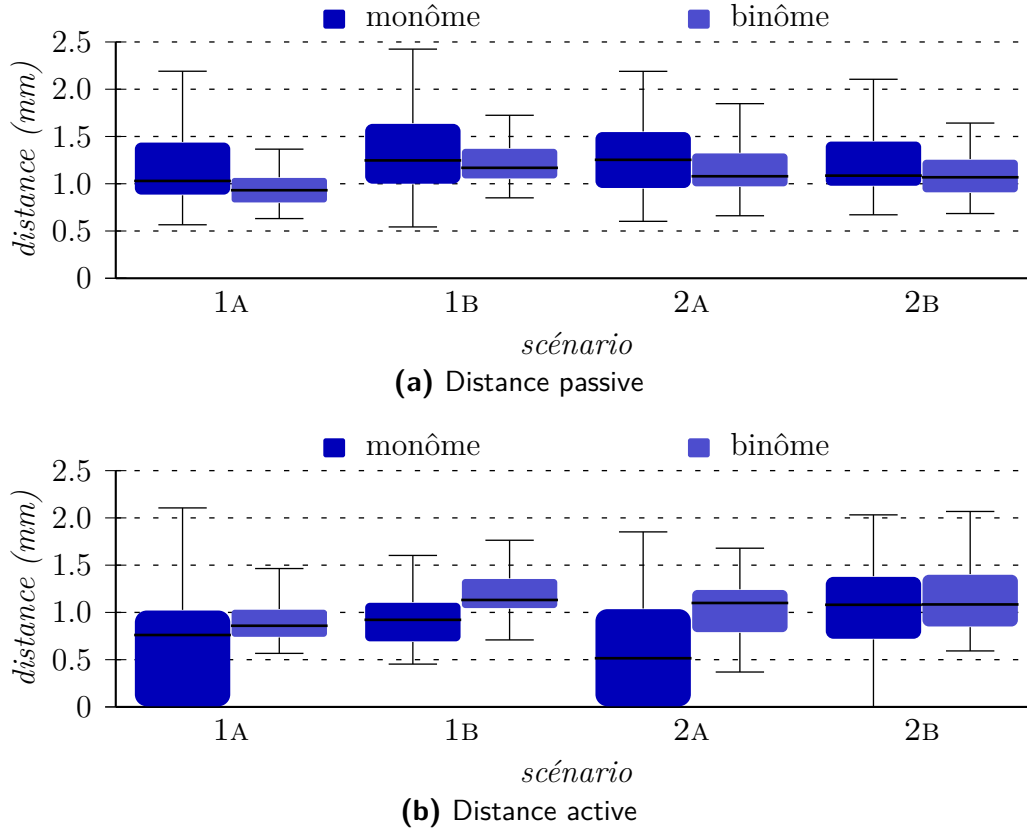 monôme binôme
distance (mm)
2.5
2.0
1.5
1.0
0.5
0
1A 1B 2A 2B
scénario
(a) Distance passive
monôme binôme
distance (mm)
2.5
2.0
1.5
1.0
0.5
0
1A 1B 2A 2B
scénario
(b) Distance active